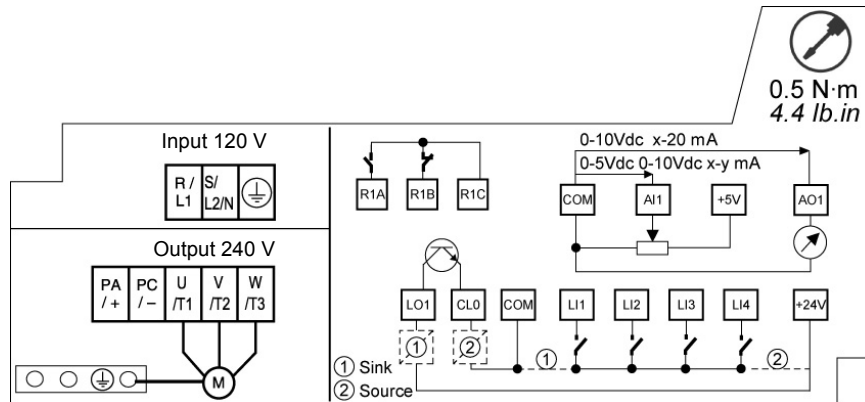 0.5 N·m
4.4 lb.in
Input 120 V
R / L1
S/ L2/N
Output 240 V
PA / +
PC / −
U /T1
V /T2
W /T3
M
R1A
R1B
R1C
0-10Vdc x-20 mA
0-5Vdc 0-10Vdc x-y mA
COM
AI1
+5V
AO1
LO1
CL0
COM
LI1
LI2
LI3
LI4
+24V
①
②
①
②
① Sink
② Source